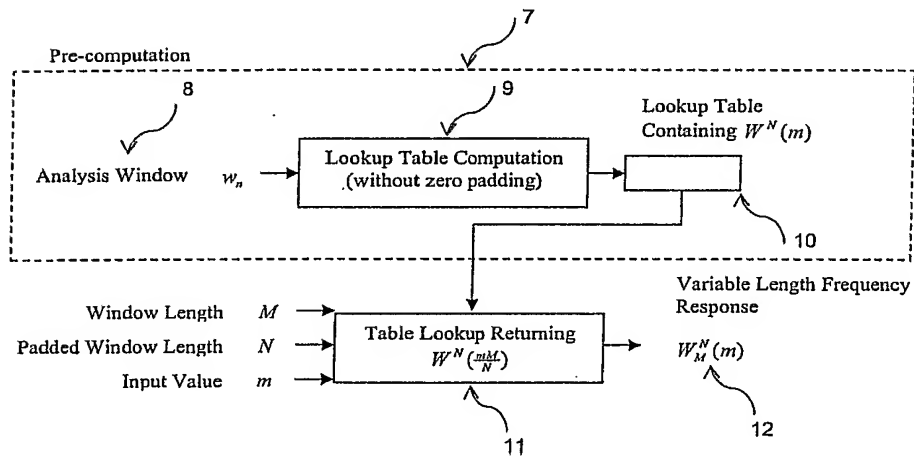 7
Pre-computation
8
9
Lookup Table
Containing W^N(m)
Analysis Window w_n
Lookup Table Computation
(without zero padding)
10
Variable Length Frequency
Response
Window Length M
Padded Window Length N
Input Value m
Table Lookup Returning
W^N(mM/N)
W_M^N(m)
11
12